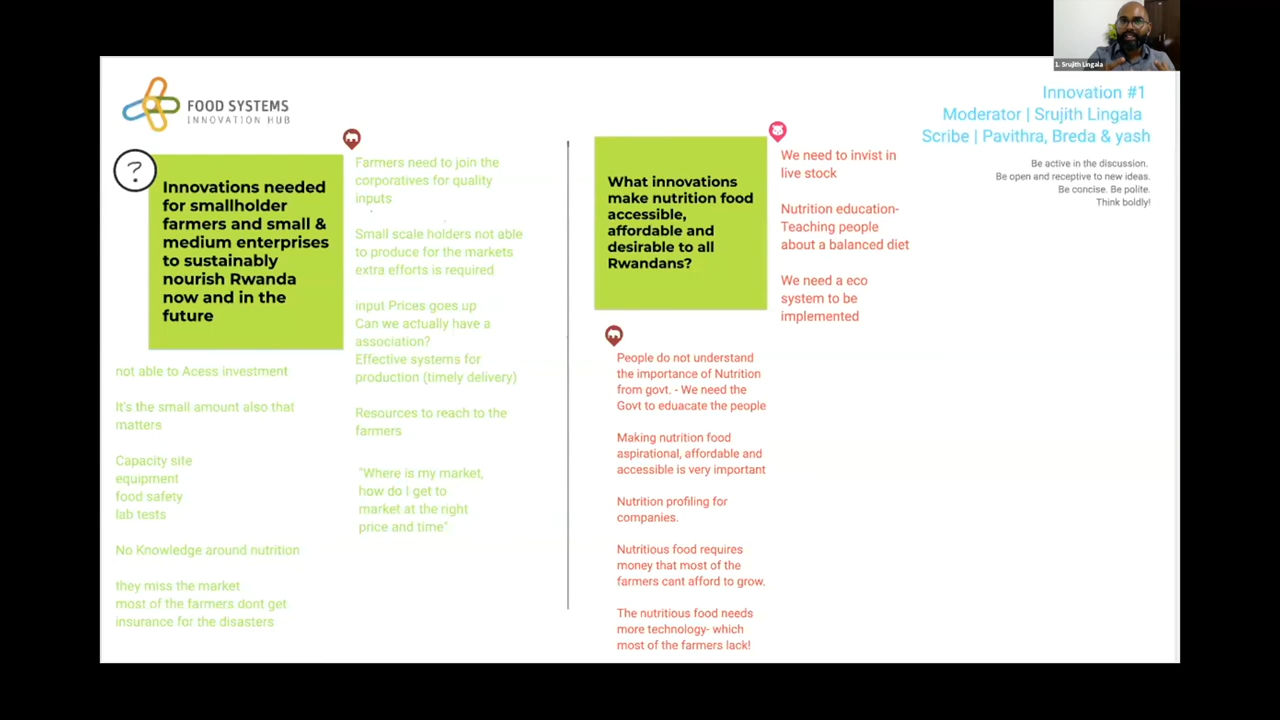 1. Srujith Lingala
FOOD SYSTEMS
INNOVATION HUB
Innovation #1
Moderator | Srujith Lingala
Scribe | Pavithra, Breda & yash
Be active in the discussion.
Be open and receptive to new ideas.
Be concise. Be polite.
Think boldly!
?
Innovations needed
for smallholder
farmers and small &
medium enterprises
to sustainably
nourish Rwanda
now and in the
future
not able to Acess investment
It's the small amount also that
matters
Capacity site
equipment
food safety
lab tests
No Knowledge around nutrition
they miss the market
most of the farmers dont get
insurance for the disasters
Farmers need to join the
corporatives for quality
inputs
Small scale holders not able
to produce for the markets
extra efforts is required
input Prices goes up
Can we actually have a
association?
Effective systems for
production (timely delivery)
Resources to reach to the
farmers
"Where is my market,
how do I get to
market at the right
price and time"
What innovations
make nutrition food
accessible,
affordable and
desirable to all
Rwandans?
We need to invist in
live stock
Nutrition education-
Teaching people
about a balanced diet
We need a eco
system to be
implemented
People do not understand
the importance of Nutrition
from govt. - We need the
Govt to eduacate the people
Making nutrition food
aspirational, affordable and
accessible is very important
Nutrition profiling for
companies.
Nutritious food requires
money that most of the
farmers cant afford to grow.
The nutritious food needs
more technology- which
most of the farmers lack!